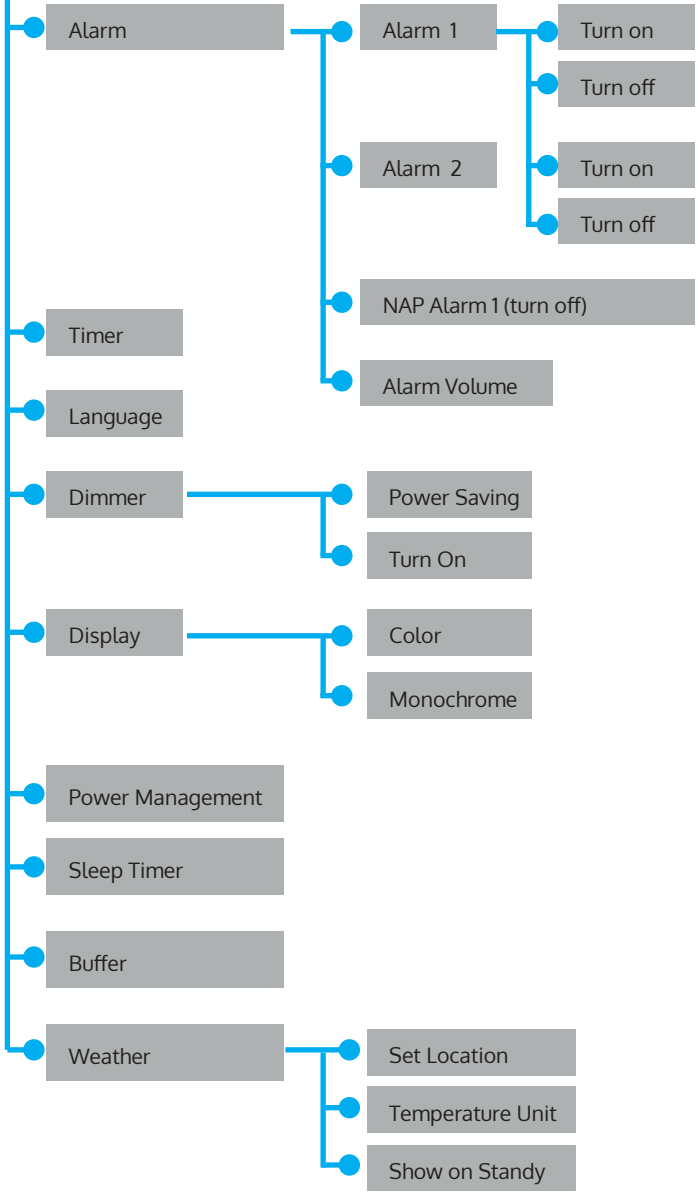 Alarm
Alarm 1
Turn on
Turn off
Alarm 2
Turn on
Turn off
NAP Alarm 1 (turn off)
Alarm Volume
Timer
Language
Dimmer
Power Saving
Turn On
Display
Color
Monochrome
Power Management
Sleep Timer
Buffer
Weather
Set Location
Temperature Unit
Show on Standy